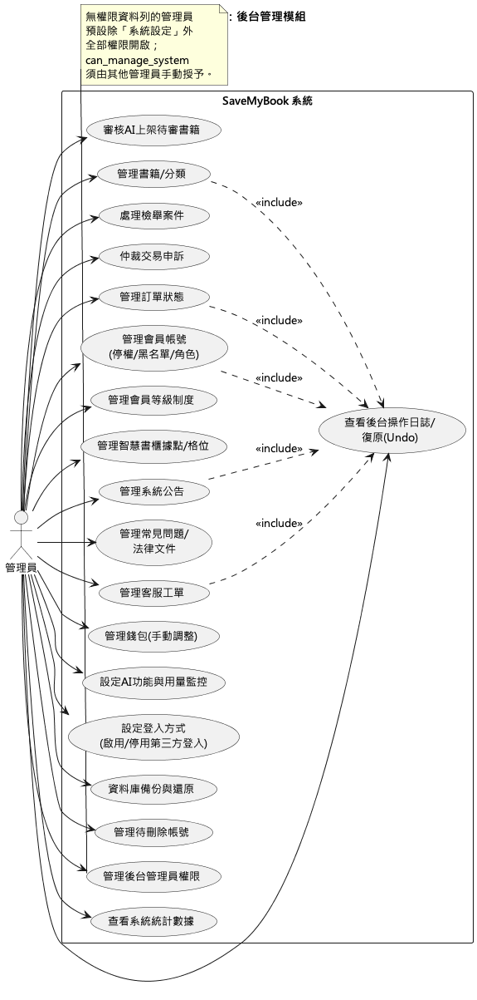 無權限資料列的管理員
預設除「系統設定」外
全部權限開啟；
can_manage_system
須由其他管理員手動授予。
：後台管理模組
SaveMyBook 系統
審核AI上架待審書籍
管理書籍/分類
«include»
處理檢舉案件
仲裁交易申訴
管理訂單狀態
«include»
管理會員帳號
(停權/黑名單/角色)
«include»
管理會員等級制度
查看後台操作日誌/
復原(Undo)
管理智慧書櫃據點/格位
«include»
管理系統公告
管理常見問題/
法律文件
«include»
管理員
管理客服工單
管理錢包(手動調整)
設定AI功能與用量監控
設定登入方式
(啟用/停用第三方登入)
資料庫備份與還原
管理待刪除帳號
管理後台管理員權限
查看系統統計數據